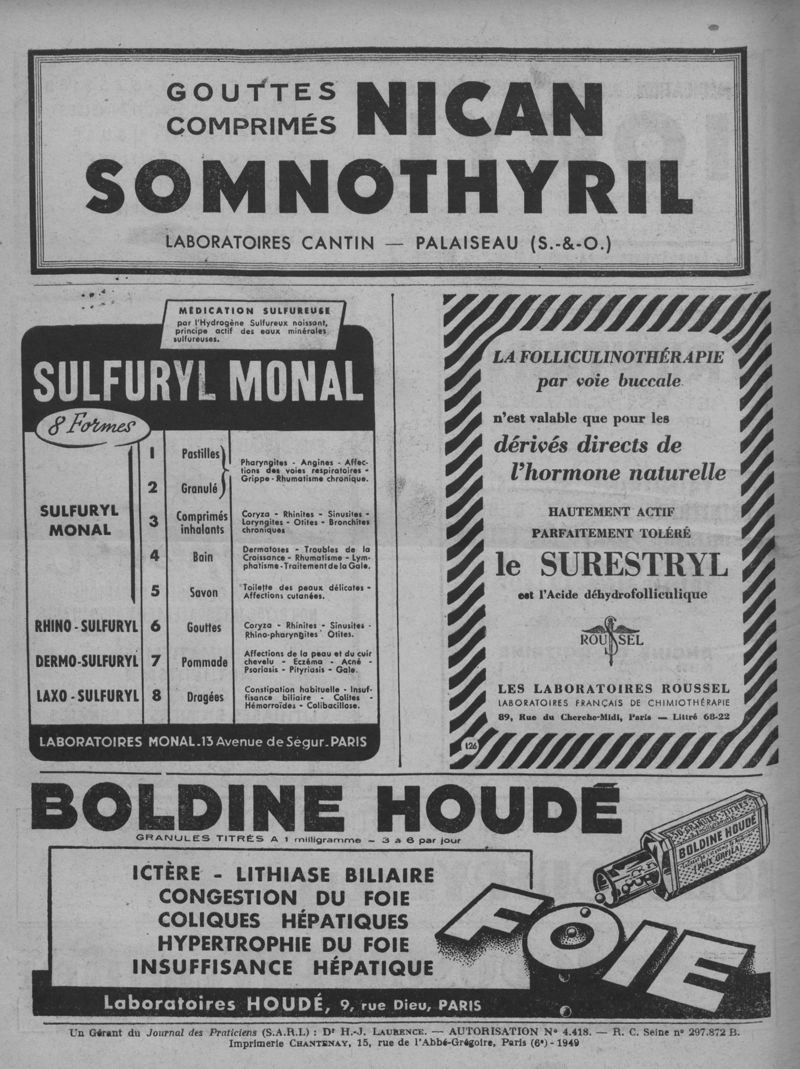 GOUTTES
COMPRIMÉS
NICAN
SOMNOTHYRIL
LABORATOIRES CANTIN — PALAISEAU (S.-&-O.)
MÉDICATION SULFUREUSE
par l'Hydrogène Sulfureux naissant,
principe actif des eaux minérales
sulfureuses.
SULFURYL MONAL
8 Formes
SULFURYL
MONAL
1 Pastilles
2 Granulé
Pharyngites - Angines - Affec-
tions des voies respiratoires -
Grippe - Rhumatisme chronique.
3 Comprimés
inhalants
Coryza - Rhinites - Sinusites -
Laryngites - Otites - Bronchites
chroniques
4 Bain
Dermatoses - Troubles de la
Croissance - Rhumatisme - Lym-
phatisme - Traitement de la Gale.
5 Savon
Toilette des peaux délicates -
Affections cutanées.
RHINO-SULFURYL 6 Gouttes
Coryza - Rhinites - Sinusites -
Rhino-pharyngites Otites.
DERMO-SULFURYL 7 Pommade
Affections de la peau et du cuir
chevelu - Eczéma - Acné -
Psoriasis - Pityriasis - Gale.
LAXO-SULFURYL 8 Dragées
Constipation habituelle - Insuf-
fisance biliaire - Colites -
Hémorroïdes - Colibacillose.
LABORATOIRES MONAL.13 Avenue de Ségur.PARIS
LA FOLLICULINOTHÉRAPIE
par voie buccale
n'est valable que pour les
dérivés directs de
l'hormone naturelle
HAUTEMENT ACTIF
PARFAITEMENT TOLÉRÉ
le SURESTRYL
est l'Acide déhydrofolliculique
ROUSSEL
LES LABORATOIRES ROUSSEL
LABORATOIRES FRANÇAIS DE CHIMIOTHÉRAPIE
89, Rue du Cherche-Midi, Paris — Littré 68-22
126
BOLDINE HOUDÉ
GRANULES TITRÉS A 1 milligramme - 3 à 6 par jour
ICTÈRE - LITHIASE BILIAIRE
CONGESTION DU FOIE
COLIQUES HÉPATIQUES
HYPERTROPHIE DU FOIE
INSUFFISANCE HÉPATIQUE
BOLDINE HOUDÉ
FOIE
Laboratoires HOUDÉ, 9, rue Dieu, PARIS
Un Gérant du Journal des Praticiens (S.A.R.L) : Dr H.-J. LAURENCE. — AUTORISATION N° 4.418. — R. C. Seine n° 297.872 B.
Imprimerie CHANTENAY, 15, rue de l'Abbé-Grégoire, Paris (6e) - 1949